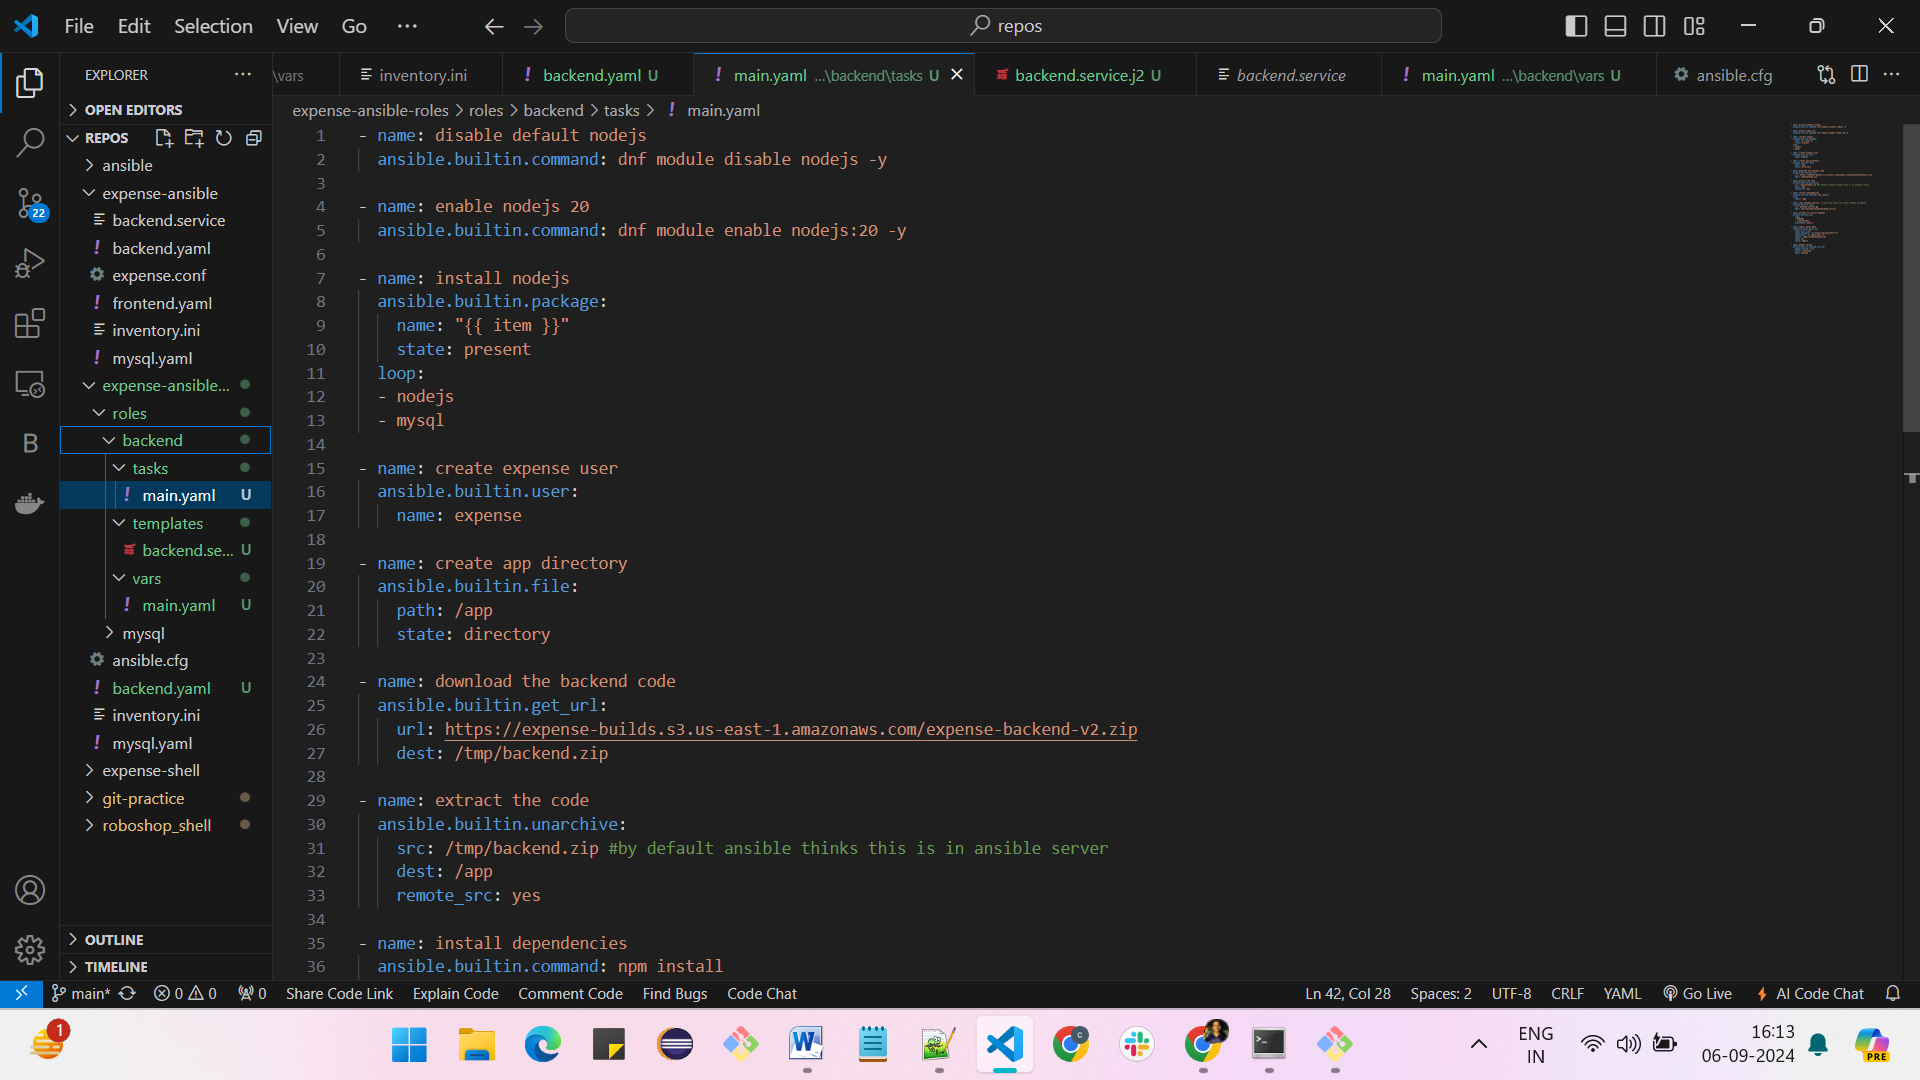 File Edit Selection View Go ···
repos
EXPLORER ···
\vars inventory.ini ! backend.yaml U ! main.yaml ...\backend\tasks U backend.service.j2 U backend.service ! main.yaml ...\backend\vars U ansible.cfg ···
expense-ansible-roles > roles > backend > tasks > ! main.yaml
OPEN EDITORS
REPOS
ansible
expense-ansible
backend.service
! backend.yaml
expense.conf
! frontend.yaml
inventory.ini
! mysql.yaml
expense-ansible...
roles
backend
tasks
! main.yaml U
templates
backend.se... U
vars
! main.yaml U
mysql
ansible.cfg
! backend.yaml U
inventory.ini
! mysql.yaml
expense-shell
git-practice
roboshop_shell
OUTLINE
TIMELINE
22
B
1 - name: disable default nodejs
2 ansible.builtin.command: dnf module disable nodejs -y
3
4 - name: enable nodejs 20
5 ansible.builtin.command: dnf module enable nodejs:20 -y
6
7 - name: install nodejs
8 ansible.builtin.package:
9 name: "{{ item }}"
10 state: present
11 loop:
12 - nodejs
13 - mysql
14
15 - name: create expense user
16 ansible.builtin.user:
17 name: expense
18
19 - name: create app directory
20 ansible.builtin.file:
21 path: /app
22 state: directory
23
24 - name: download the backend code
25 ansible.builtin.get_url:
26 url: https://expense-builds.s3.us-east-1.amazonaws.com/expense-backend-v2.zip
27 dest: /tmp/backend.zip
28
29 - name: extract the code
30 ansible.builtin.unarchive:
31 src: /tmp/backend.zip #by default ansible thinks this is in ansible server
32 dest: /app
33 remote_src: yes
34
35 - name: install dependencies
36 ansible.builtin.command: npm install
main* 0 0 0 Share Code Link Explain Code Comment Code Find Bugs Code Chat Ln 42, Col 28 Spaces: 2 UTF-8 CRLF YAML Go Live AI Code Chat
1
W
C
ENG
IN
16:13
06-09-2024
PRE